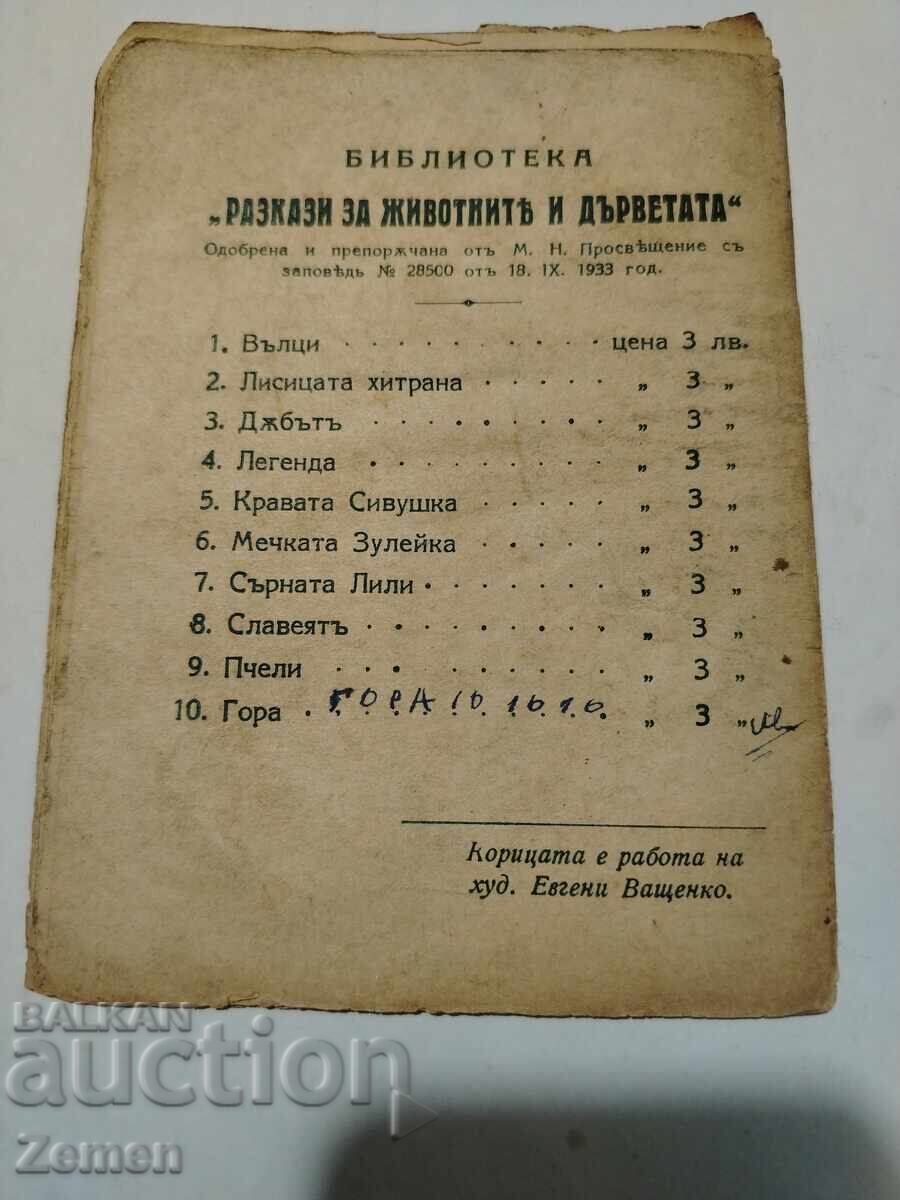 БИБЛИОТЕКА
„РАЗКАЗИ ЗА ЖИВОТНИТѢ И ДЪРВЕТАТА“
Одобрена и препорѫчана отъ М. Н. Просвѣщение съ
заповѣдь № 28500 отъ 18. IX. 1933 год.
1. Вълци · · · · · · · · · · цена 3 лв.
2. Лисицата хитрана · · · · · „ 3 „
3. Дѫбътъ · · · · · · · · · „ 3 „
4. Легенда · · · · · · · · · „ 3 „
5. Кравата Сивушка · · · · · „ 3 „
6. Мечката Зулейка · · · · · „ 3 „
7. Сърната Лили · · · · · · · „ 3 „
8. Славеятъ · · · · · · · · · „ 3 „
9. Пчели · · · · · · · · · „ 3 „
10. Гора · ГОРА 10 10 10 · „ 3 „
Корицата е работа на
худ. Евгени Ващенко.
BALKAN
auction
Zemen